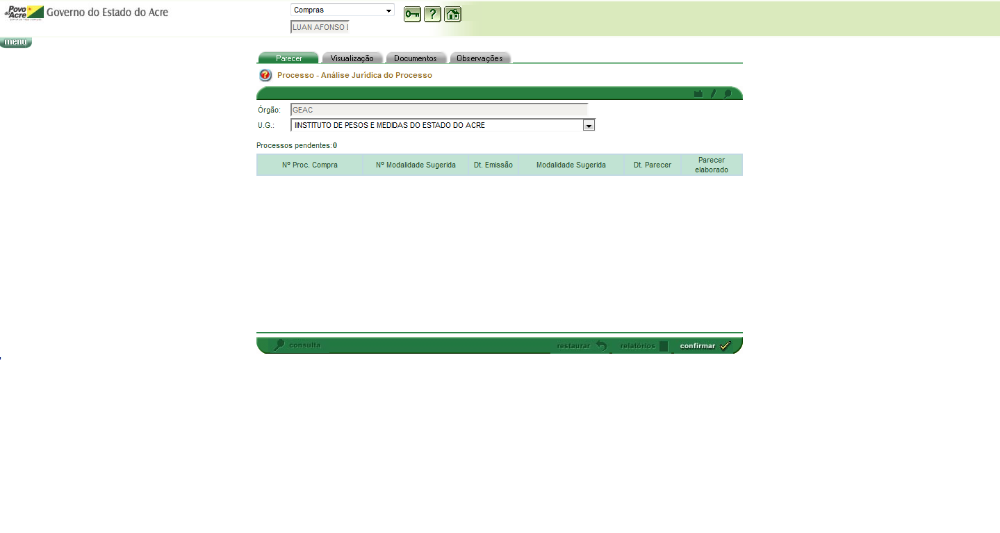 Povo
do Acre
Governo do Estado do Acre
Compras
LUAN AFONSO I
menu
Parecer
Visualização
Documentos
Observações
Processo - Análise Jurídica do Processo
Órgão:
GEAC
U.G.:
IINSTITUTO DE PESOS E MEDIDAS DO ESTADO DO ACRE
Processos pendentes: 0
Nº Proc. Compra
Nº Modalidade Sugerida
Dt. Emissão
Modalidade Sugerida
Dt. Parecer
Parecer
elaborado
consulta
restaurar
relatórios
confirmar